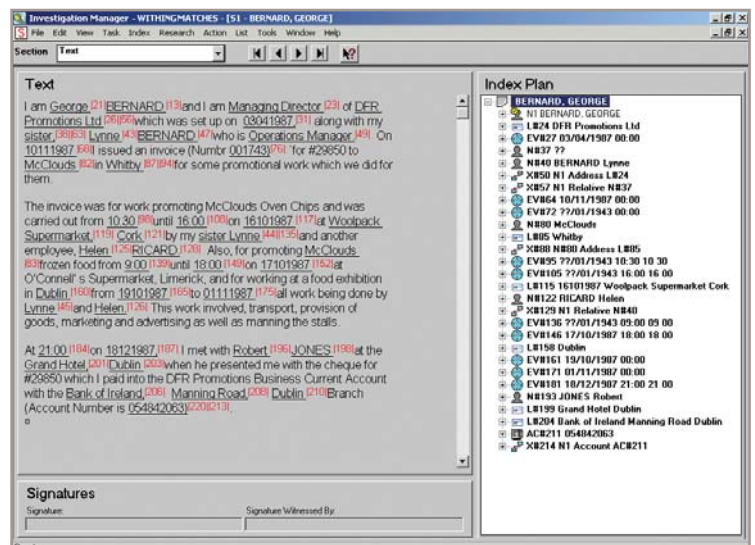 Investigation Manager - WITHINGMATCHES - [S1 - BERNARD, GEORGE]
File Edit View Task Index Research Action List Tools Window Help
Section Text
Text
I am George [21]BERNARD [13]and I am Managing Director [23] of DFR
Promotions Ltd [26][56]which was set up on 03041987 [31] along with my
sister,[38][63] Lynne [43]BERNARD [47]who is Operations Manager [49]. On
10111987 [68]I issued an invoice (Numbr 001743)[76] 'for #29850 to
McClouds [82]in Whitby [87][94]for some promotional work which we did for
them.
The invoice was for work promoting McClouds Oven Chips and was
carried out from 10.30 [98]until 16.00 [108]on 16101987 [117]at Woolpack
Supermarket,[119] Cork [121]by my sister Lynne [44][135]and another
employee, Helen [125]RICARD [128]. Also, for promoting McClouds
[83]frozen food from 9.00 [139]until 18.00 [149]on 17101987 [152]at
O'Connell's Supermarket, Limerick, and for working at a food exhibition
in Dublin [160]from 19101987 [165]to 01111987 [175]all work being done by
Lynne [45]and Helen.[126] This work involved, transport, provision of
goods, marketing and advertising as well as manning the stalls.
At 21:00 [184]on 18121987,[187] I met with Robert [196]JONES [198]at the
Grand Hotel,[201]Dublin [203]when he presented me with the cheque for
#29850 which I paid into the DFR Promotions Business Current Account
with the Bank of Ireland,[206] Manning Road [208] Dublin [210]Branch
(Account Number is 054842063)[220][213].
Signatures
Signature:
Signature Witnessed By:
Index Plan
BERNARD, GEORGE
N1 BERNARD, GEORGE
L#24 DFR Promotions Ltd
EV#27 03/04/1987 00:00
N#37 ??
N#40 BERNARD Lynne
X#50 N1 Address L#24
X#57 N1 Relative N#37
EV#64 10/11/1987 00:00
EV#72 ??/01/1943 00:00
N#80 McClouds
L#85 Whitby
X#88 N#80 Address L#85
EV#95 ??/01/1943 10:30 10 30
EV#105 ??/01/1943 16:00 16 00
L#115 16101987 Woolpack Supermarket Cork
N#122 RICARD Helen
X#129 N1 Relative N#40
EV#136 ??/01/1943 09:00 09 00
EV#146 17/10/1987 18:00 18 00
L#158 Dublin
EV#161 19/10/1987 00:00
EV#171 01/11/1987 00:00
EV#181 18/12/1987 21:00 21 00
N#193 JONES Robert
L#199 Grand Hotel Dublin
L#204 Bank of Ireland Manning Road Dublin
AC#211 054842063
X#214 N1 Account AC#211